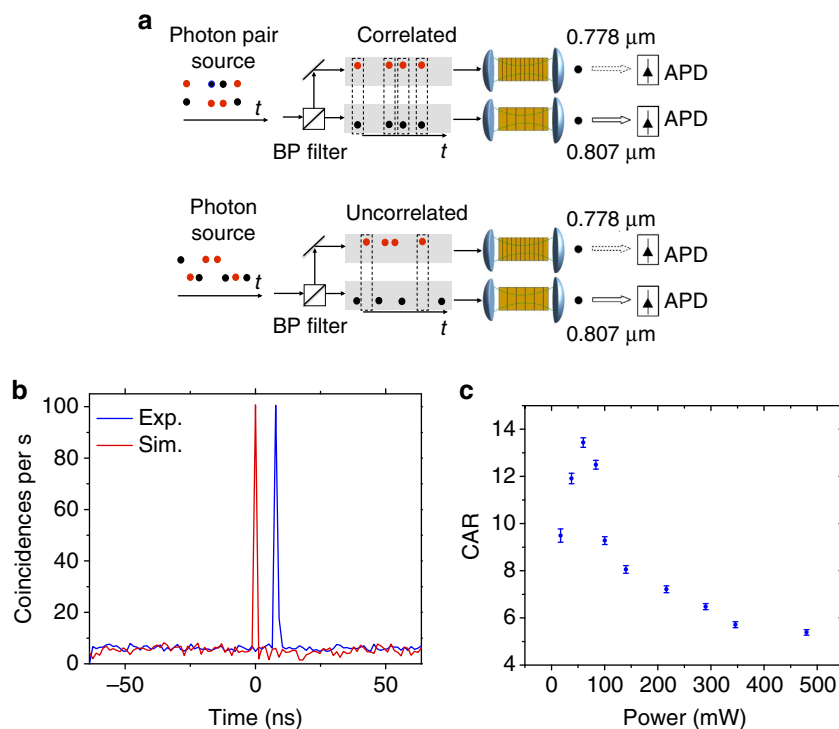 a
Photon pair source
Correlated
0.778 μm
APD
t
BP filter
t
APD
0.807 μm
Photon source
Uncorrelated
0.778 μm
APD
t
BP filter
t
APD
0.807 μm
b
100
80
60
40
20
0
Coincidences per s
Exp.
Sim.
–50
0
50
Time (ns)
c
14
12
10
8
6
4
CAR
0
100
200
300
400
500
Power (mW)